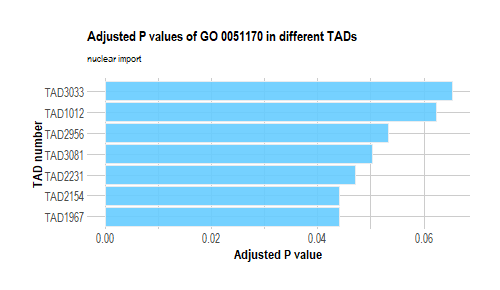 Adjusted P values of GO 0051170 in different TADs
nuclear import
TAD number
TAD3033
TAD1012
TAD2956
TAD3081
TAD2231
TAD2154
TAD1967
0.00 0.02 0.04 0.06
Adjusted P value